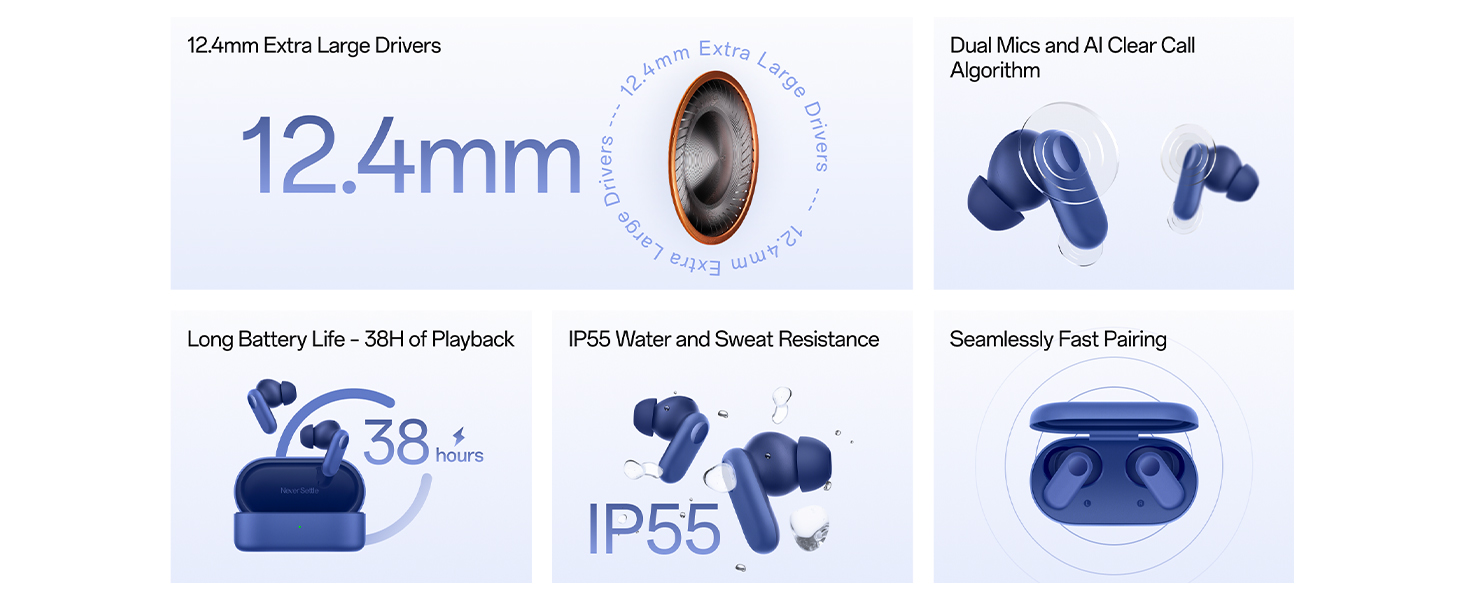 12.4mm Extra Large Drivers
12.4mm
12.4mm Extra Large Drivers --- 12.4mm Extra Large Drivers ---
Dual Mics and AI Clear Call
Algorithm
Long Battery Life – 38H of Playback
38 hours
Never Settle
IP55 Water and Sweat Resistance
IP55
Seamlessly Fast Pairing
L